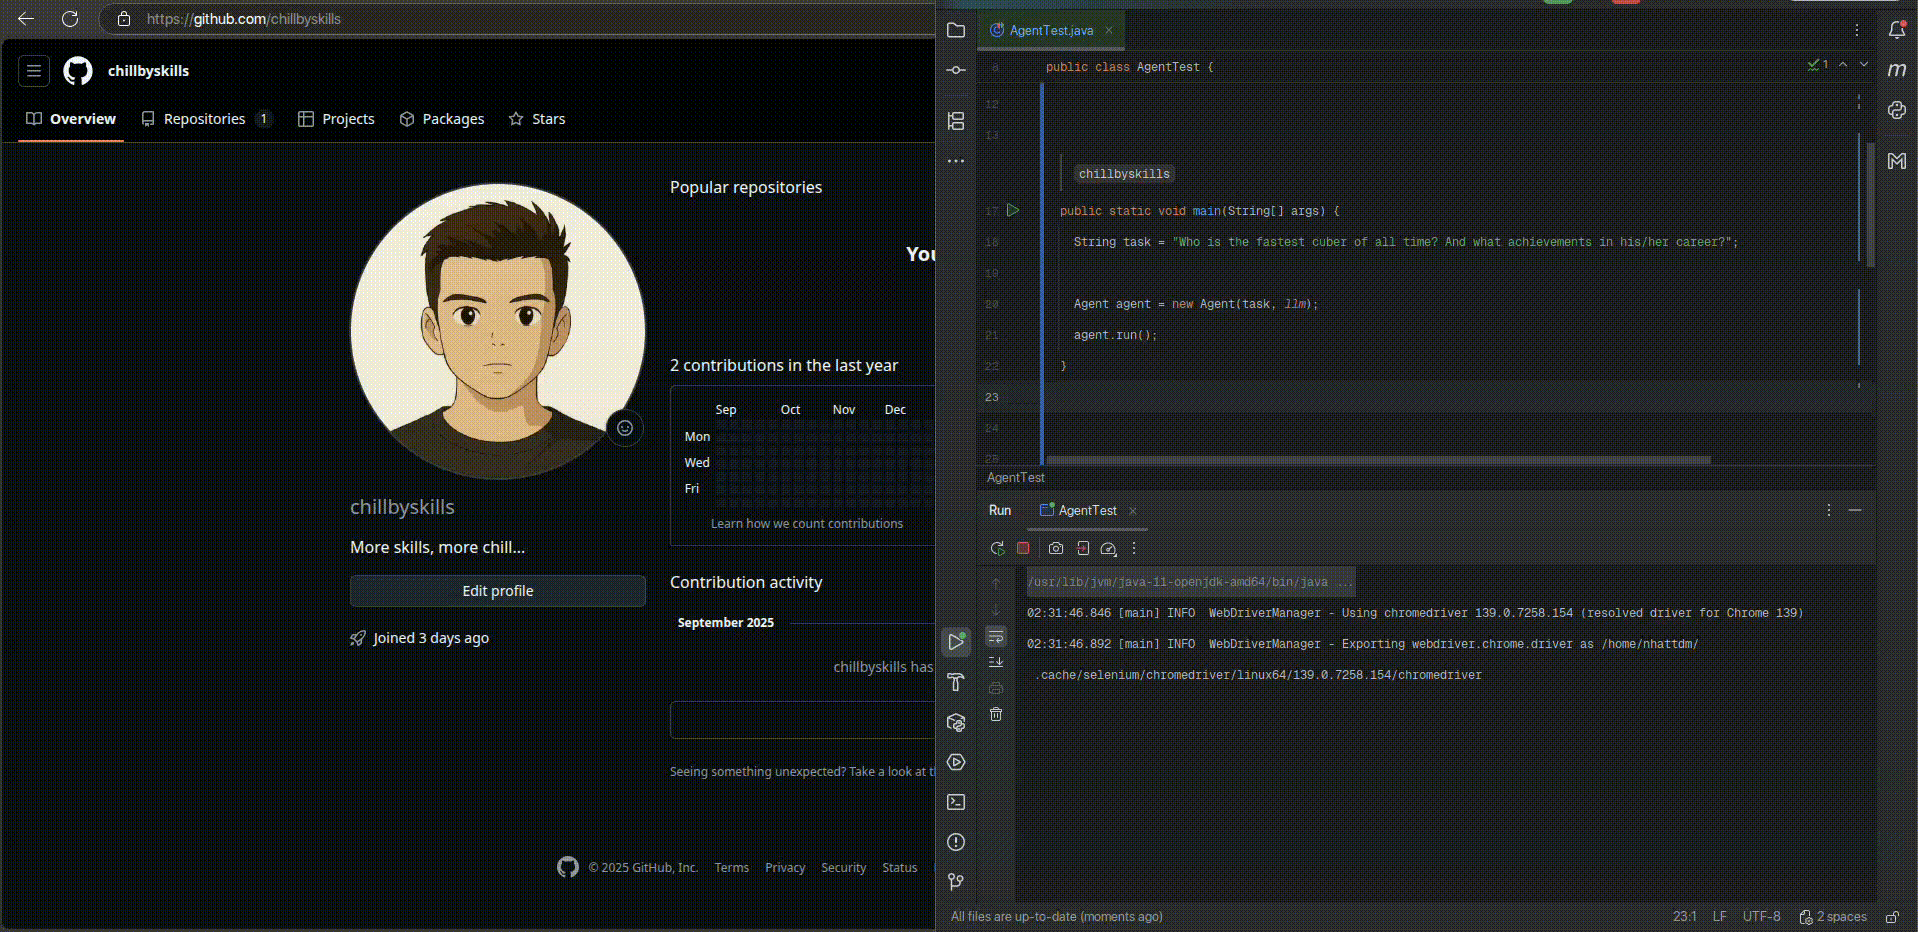 https://github.com/chillbyskills
chillbyskills
Overview
Repositories 1
Projects
Packages
Stars
Popular repositories
You
2 contributions in the last year
Sep Oct Nov Dec
Mon
Wed
Fri
Learn how we count contributions
chillbyskills
More skills, more chill...
Edit profile
Joined 3 days ago
Contribution activity
September 2025
chillbyskills has
Seeing something unexpected? Take a look at t
© 2025 GitHub, Inc. Terms Privacy Security Status
AgentTest.java
public class AgentTest {
1
12
13
chillbyskills
17 public static void main(String[] args) {
18 String task = "Who is the fastest cuber of all time? And what achievements in his/her career?";
19
20 Agent agent = new Agent(task, llm);
21 agent.run();
22 }
23
24
AgentTest
Run AgentTest
/usr/lib/jvm/java-11-openjdk-amd64/bin/java ...
02:31:46.846 [main] INFO WebDriverManager - Using chromedriver 139.0.7258.154 (resolved driver for Chrome 139)
02:31:46.892 [main] INFO WebDriverManager - Exporting webdriver.chrome.driver as /home/nhattdm/
.cache/selenium/chromedriver/linux64/139.0.7258.154/chromedriver
All files are up-to-date (moments ago)
23:1 LF UTF-8 2 spaces